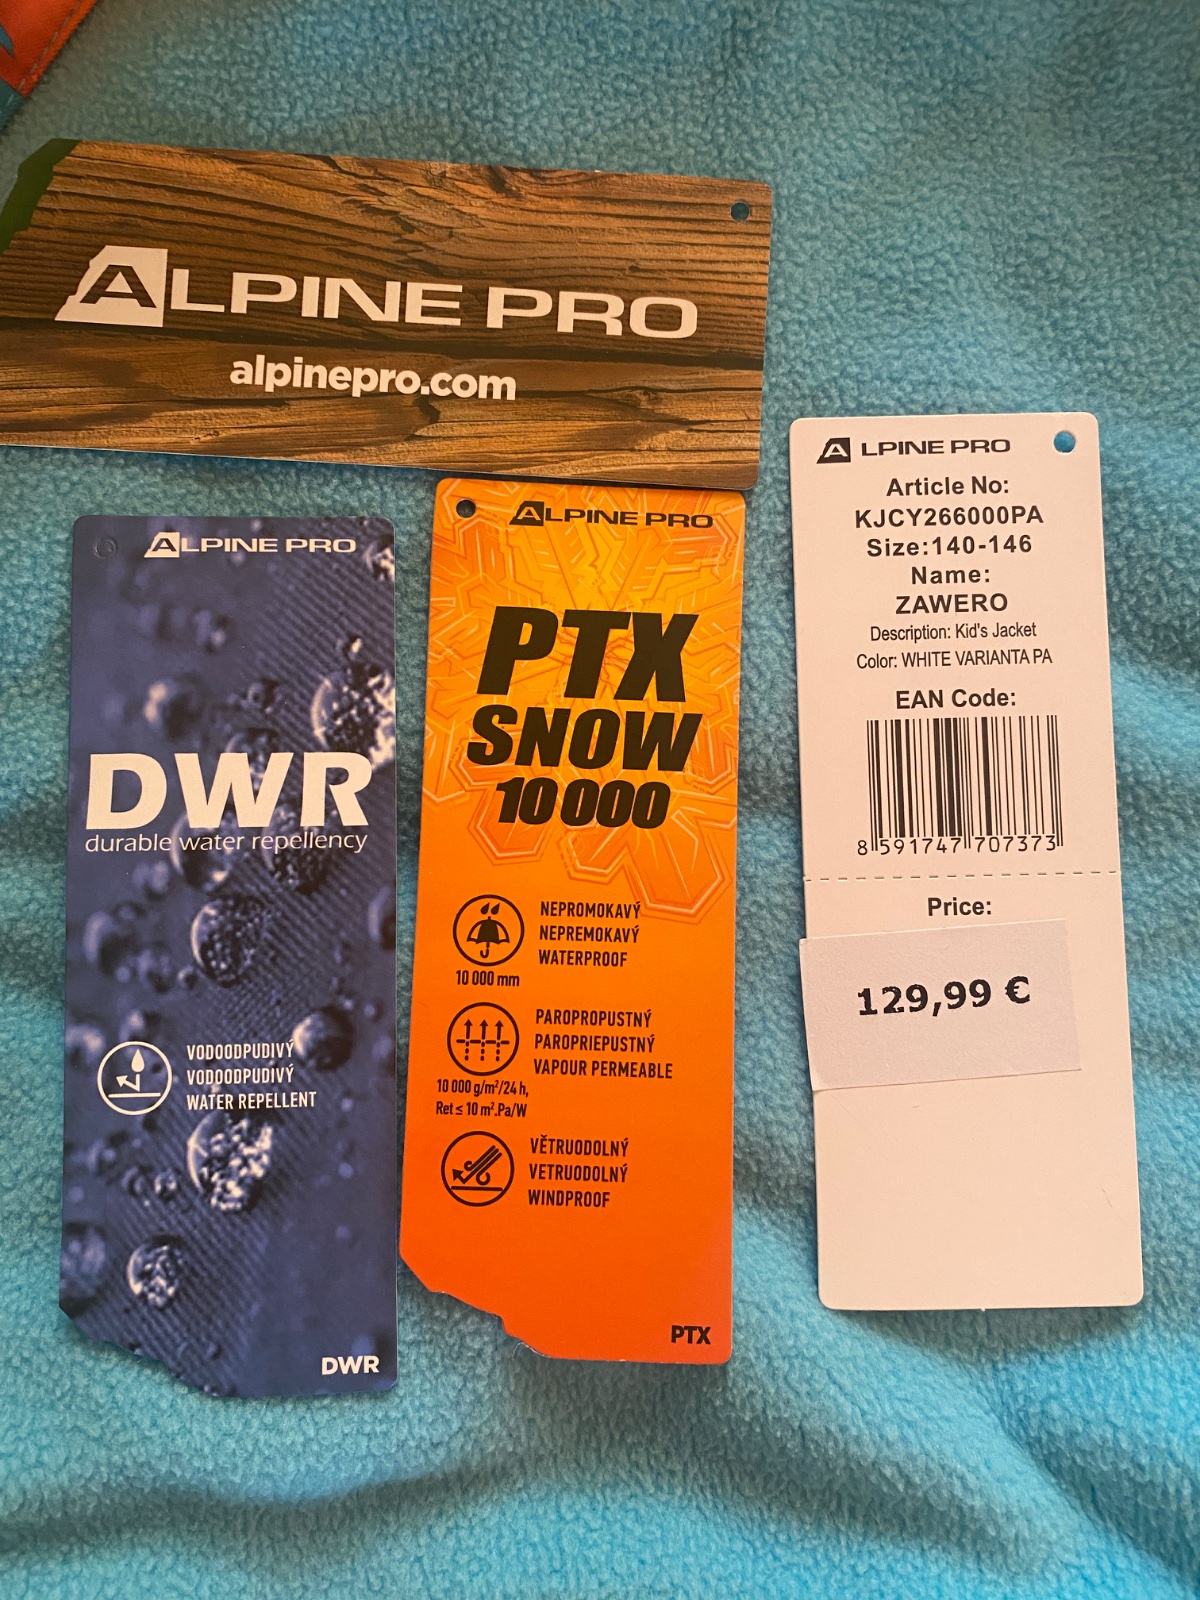 ALPINE PRO
alpinepro.com
ALPINE PRO
DWR
durable water repellency
VODOODPUDIVÝ
VODOODPUDIVÝ
WATER REPELLENT
DWR
ALPINE PRO
PTX
SNOW
10 000
NEPROMOKAVÝ
NEPREMOKAVÝ
WATERPROOF
10 000 mm
PAROPROPUSTNÝ
PAROPRIEPUSTNÝ
VAPOUR PERMEABLE
10 000 g/m²/24 h,
Ret ≤ 10 m².Pa/W
VĚTRUODOLNÝ
VETRUODOLNÝ
WINDPROOF
PTX
ALPINE PRO
Article No:
KJCY266000PA
Size:140-146
Name:
ZAWERO
Description: Kid's Jacket
Color: WHITE VARIANTA PA
EAN Code:
8 591747 707373
Price:
129,99 €